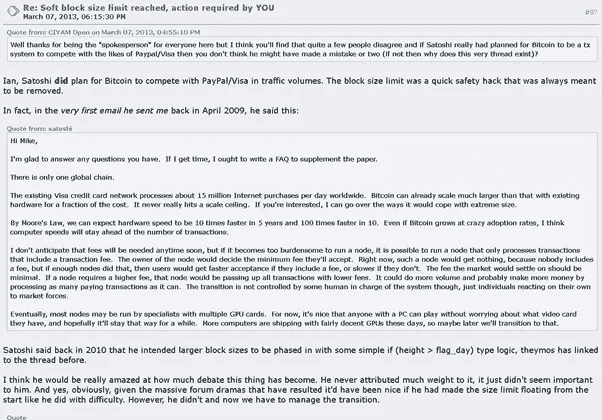 Re: Soft block size limit reached, action required by YOU
March 07, 2013, 06:15:30 PM
#97
Quote from: CIYAM Open on March 07, 2013, 04:55:10 PM
Well thanks for being the "spokesperson" for everyone here but I think you'll find that quite a few people disagree and if Satoshi really had planned for Bitcoin to be a tx
system to compete with the likes of Paypal/Visa then you don't think he might have made a mistake or two (if not then why does this very thread exist)?
Ian, Satoshi did plan for Bitcoin to compete with PayPal/Visa in traffic volumes. The block size limit was a quick safety hack that was always meant
to be removed.
In fact, in the very first email he sent me back in April 2009, he said this:
Quote from: satoshi
Hi Mike,
I'm glad to answer any questions you have. If I get time, I ought to write a FAQ to supplement the paper.
There is only one global chain.
The existing Visa credit card network processes about 15 million Internet purchases per day worldwide. Bitcoin can already scale much larger than that with existing
hardware for a fraction of the cost. It never really hits a scale ceiling. If you're interested, I can go over the ways it would cope with extreme size.
By Moore's Law, we can expect hardware speed to be 10 times faster in 5 years and 100 times faster in 10. Even if Bitcoin grows at crazy adoption rates, I think
computer speeds will stay ahead of the number of transactions.
I don't anticipate that fees will be needed anytime soon, but if it becomes too burdensome to run a node, it is possible to run a node that only processes transactions
that include a transaction fee. The owner of the node would decide the minimum fee they'll accept. Right now, such a node would get nothing, because nobody includes
a fee, but if enough nodes did that, then users would get faster acceptance if they include a fee, or slower if they don't. The fee the market would settle on should be
minimal. If a node requires a higher fee, that node would be passing up all transactions with lower fees. It could do more volume and probably make more money by
processing as many paying transactions as it can. The transition is not controlled by some human in charge of the system though, just individuals reacting on their own
to market forces.
Eventually, most nodes may be run by specialists with multiple GPU cards. For now, it's nice that anyone with a PC can play without worrying about what video card
they have, and hopefully it'll stay that way for a while. More computers are shipping with fairly decent GPUs these days, so maybe later we'll transition to that.
Satoshi said back in 2010 that he intended larger block sizes to be phased in with some simple if (height > flag_day) type logic, theymos has linked
to the thread before.
I think he would be really amazed at how much debate this thing has become. He never attributed much weight to it, it just didn't seem important
to him. And yes, obviously, given the massive forum dramas that have resulted it'd have been nice if he had made the size limit floating from the
start like he did with difficulty. However, he didn't and now we have to manage the transition.
Quote